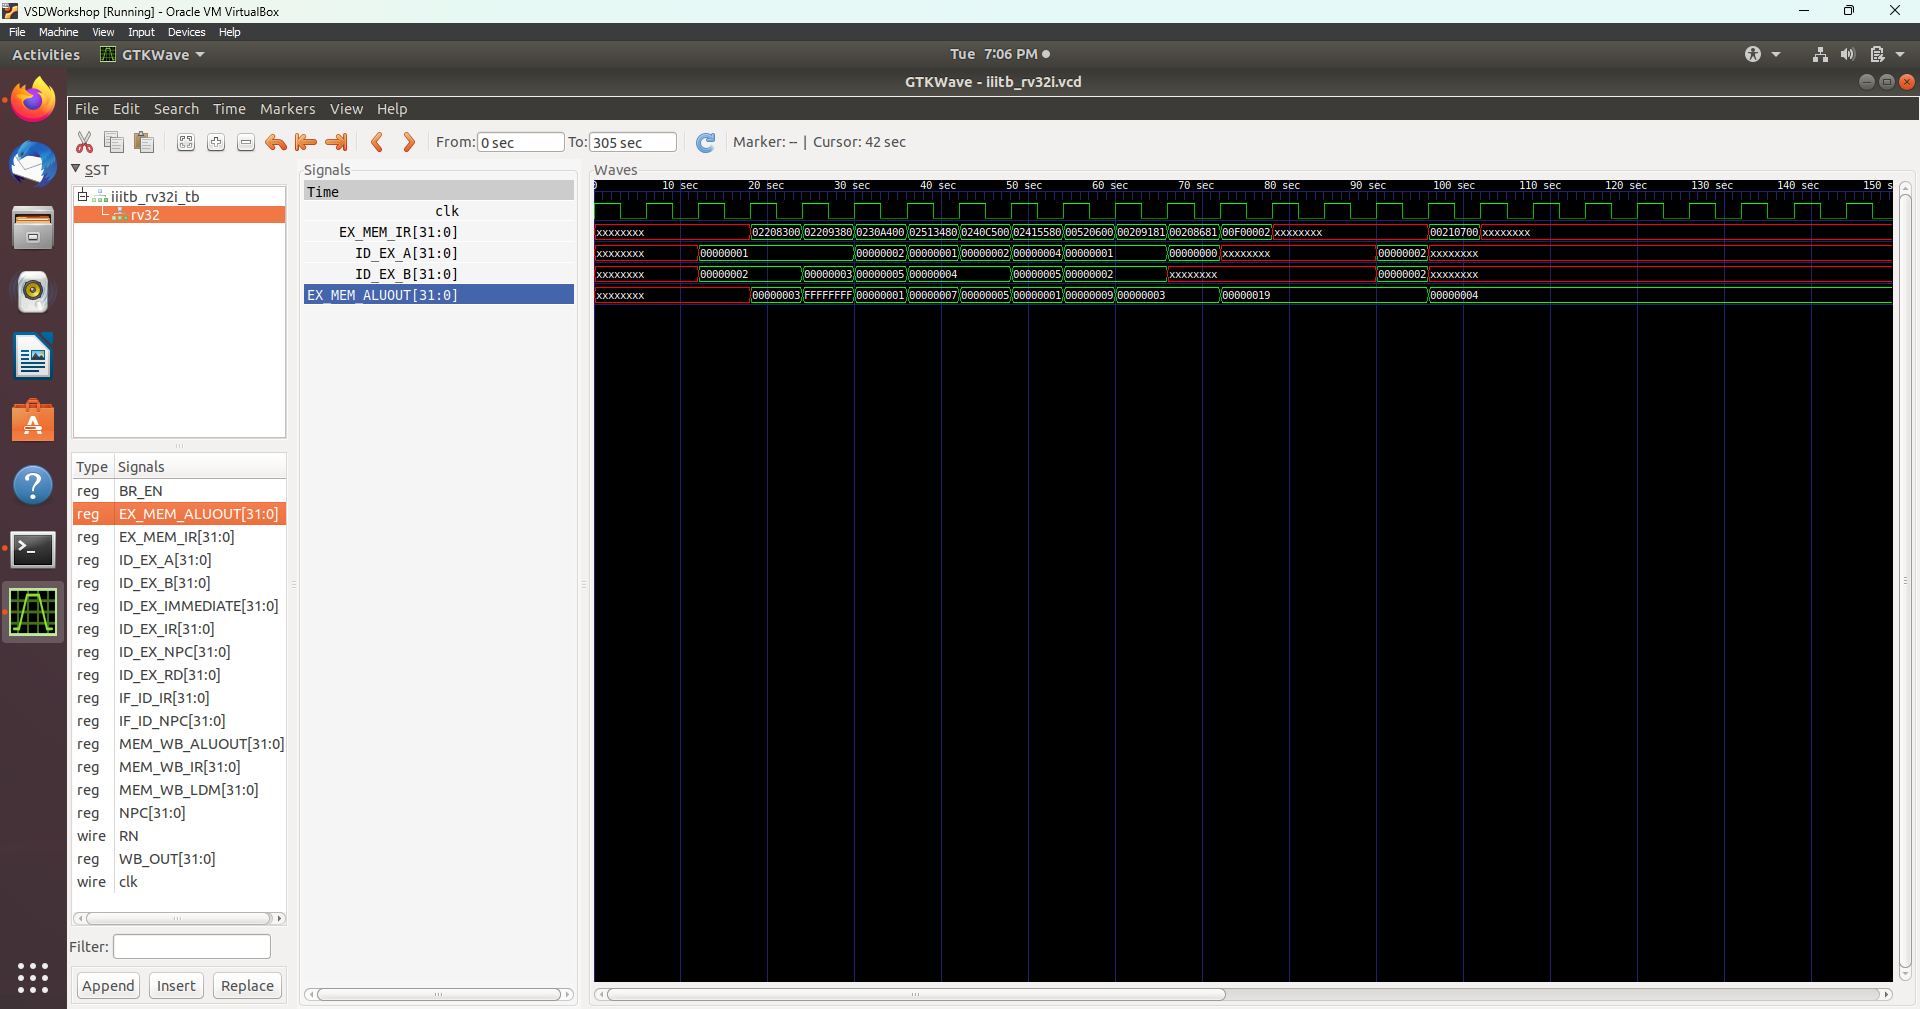 VSDWorkshop [Running] - Oracle VM VirtualBox
File Machine View Input Devices Help
Activities GTKWave Tue 7:06 PM
GTKWave - iiitb_rv32i.vcd
File Edit Search Time Markers View Help
From: 0 sec To: 305 sec Marker: -- | Cursor: 42 sec
SST
iiitb_rv32i_tb
rv32
Type Signals
reg BR_EN
reg EX_MEM_ALUOUT[31:0]
reg EX_MEM_IR[31:0]
reg ID_EX_A[31:0]
reg ID_EX_B[31:0]
reg ID_EX_IMMEDIATE[31:0]
reg ID_EX_IR[31:0]
reg ID_EX_NPC[31:0]
reg ID_EX_RD[31:0]
reg IF_ID_IR[31:0]
reg IF_ID_NPC[31:0]
reg MEM_WB_ALUOUT[31:0]
reg MEM_WB_IR[31:0]
reg MEM_WB_LDM[31:0]
reg NPC[31:0]
wire RN
reg WB_OUT[31:0]
wire clk
Filter:
Append Insert Replace
Signals
Time
clk
EX_MEM_IR[31:0]
ID_EX_A[31:0]
ID_EX_B[31:0]
EX_MEM_ALUOUT[31:0]
Waves
10 sec 20 sec 30 sec 40 sec 50 sec 60 sec 70 sec 80 sec 90 sec 100 sec 110 sec 120 sec 130 sec 140 sec 150 s
xxxxxxxx 02208300 02209380 0230A400 02513480 0240C500 02415580 00520600 00209181 00208681 00F00002 xxxxxxxx 00210700 xxxxxxxx
xxxxxxxx 00000001 00000002 00000001 00000002 00000004 00000001 00000000 xxxxxxxx 00000002 xxxxxxxx
xxxxxxxx 00000002 00000003 00000005 00000004 00000005 00000002 xxxxxxxx 00000002 xxxxxxxx
xxxxxxxx 00000003 FFFFFFFF 00000001 00000007 00000005 00000001 00000009 00000003 00000019 00000004